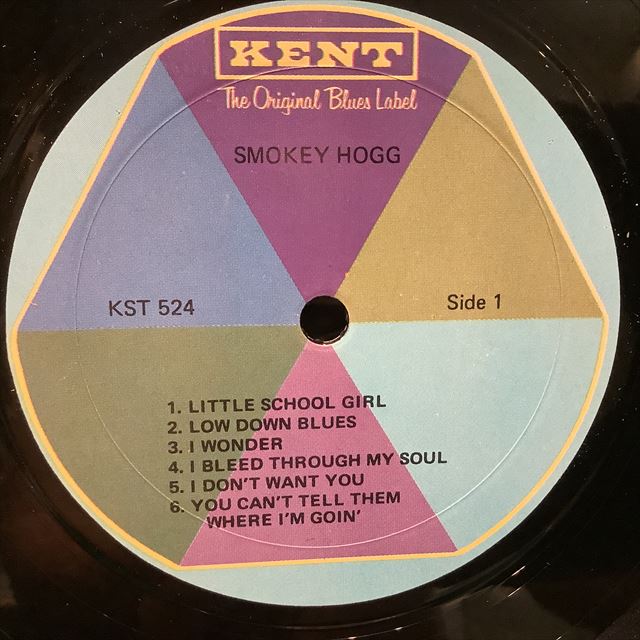 KENT
The Original Blues Label
SMOKEY HOGG
KST 524
Side 1
1. LITTLE SCHOOL GIRL
2. LOW DOWN BLUES
3. I WONDER
4. I BLEED THROUGH MY SOUL
5. I DON'T WANT YOU
6. YOU CAN'T TELL THEM
WHERE I'M GOIN'